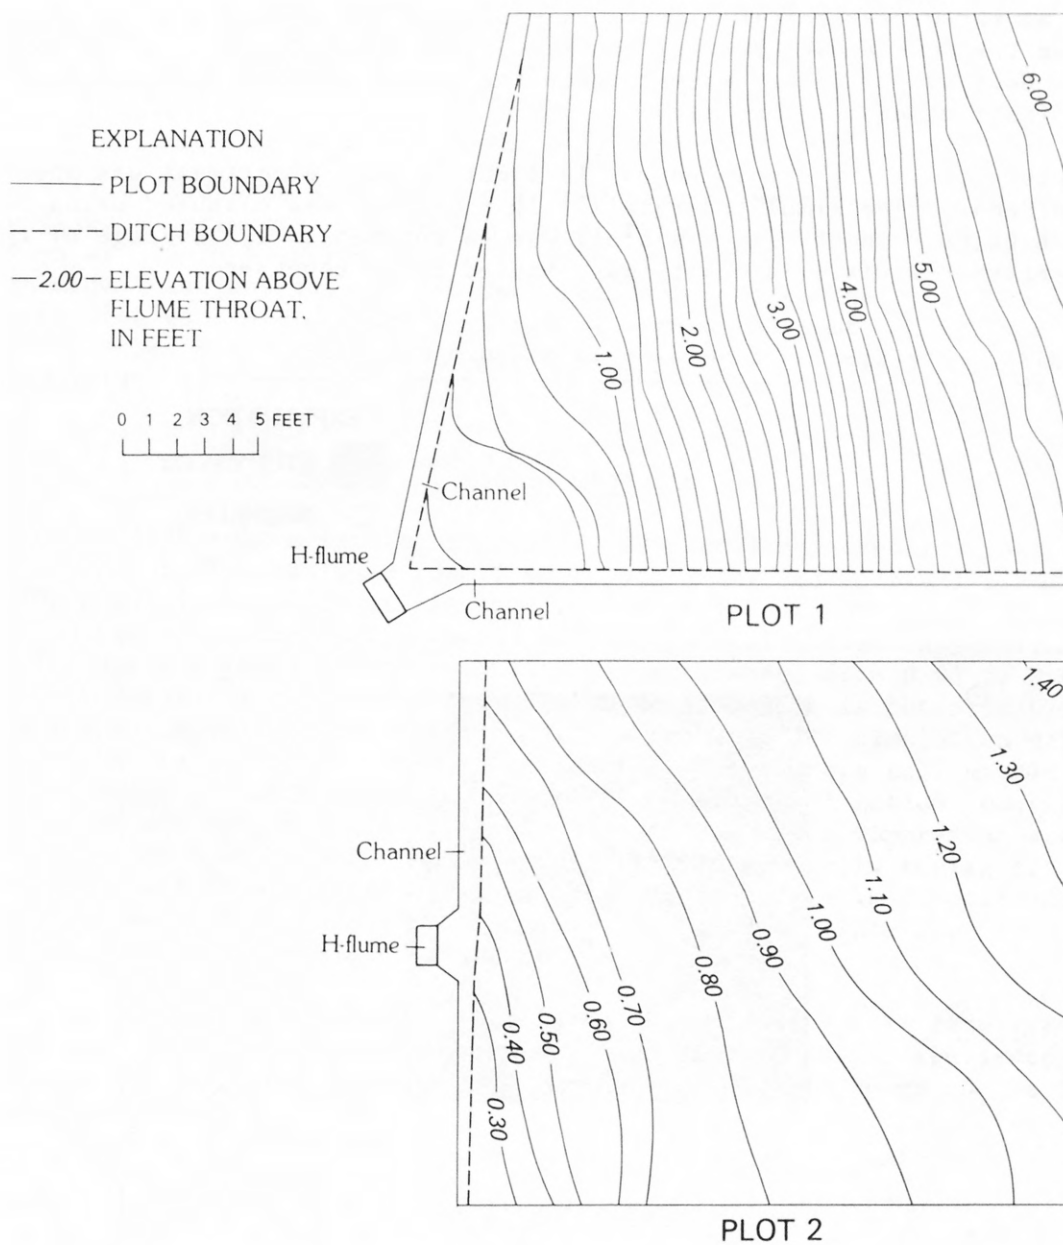 EXPLANATION
PLOT BOUNDARY
DITCH BOUNDARY
2.00 ELEVATION ABOVE
FLUME THROAT,
IN FEET
0 1 2 3 4 5 FEET
1.00
2.00
3.00
4.00
5.00
6.00
Channel
H-flume
Channel
PLOT 1
1.40
1.30
1.20
1.10
1.00
0.90
0.80
0.70
0.60
0.50
0.40
0.30
Channel
H-flume
PLOT 2